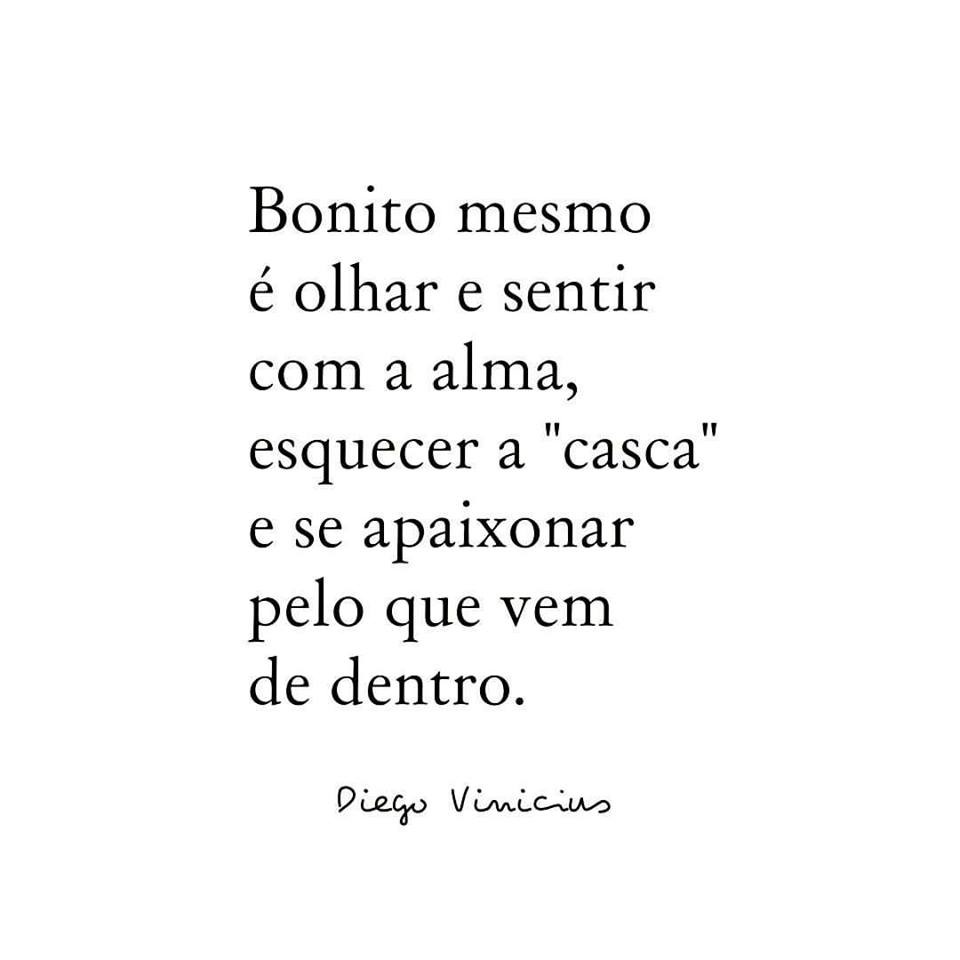 Bonito mesmo
é olhar e sentir
com a alma,
esquecer a "casca"
e se apaixonar
pelo que vem
de dentro.
Diego Vinicius